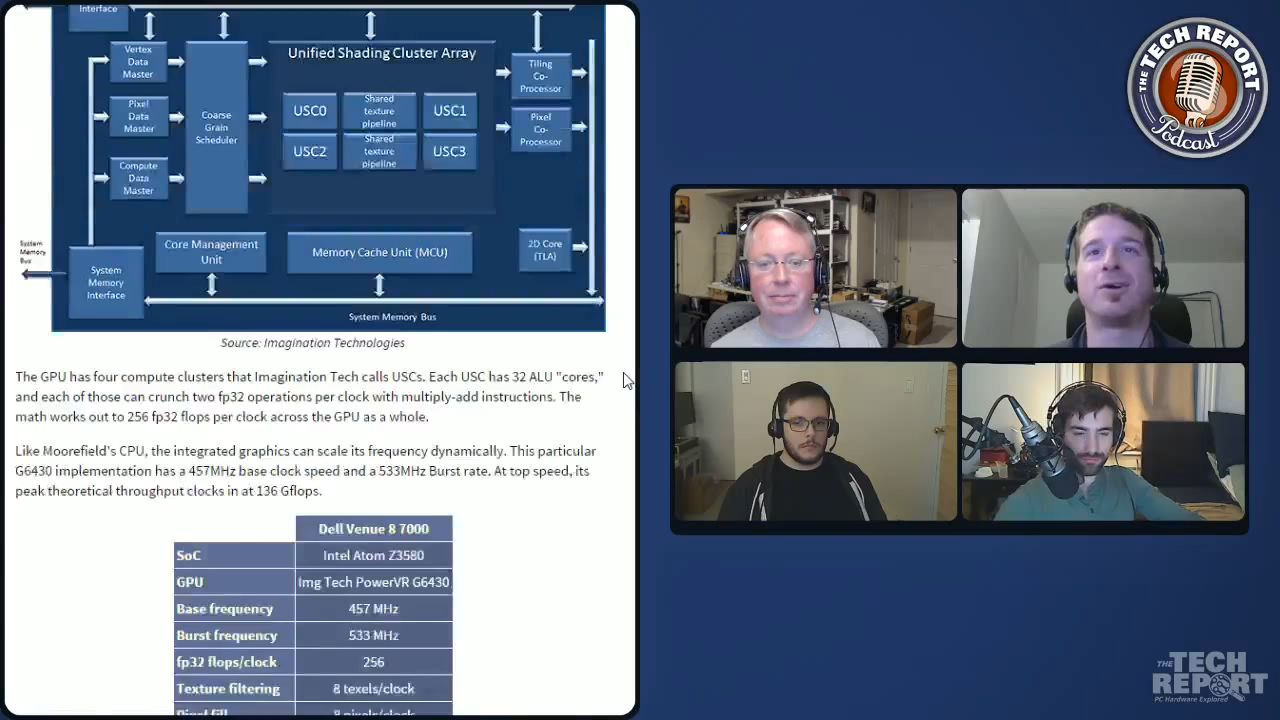 Interface
Vertex
Data
Master
Pixel
Data
Master
Compute
Data
Master
Coarse
Grain
Scheduler
Unified Shading Cluster Array
USC0
Shared
texture
pipeline
USC1
USC2
Shared
texture
pipeline
USC3
Tiling
Co-
Processor
Pixel
Co-
Processor
System
Memory
Bus
System
Memory
Interface
Core Management
Unit
Memory Cache Unit (MCU)
2D Core
(TLA)
System Memory Bus
Source: Imagination Technologies
The GPU has four compute clusters that Imagination Tech calls USCs. Each USC has 32 ALU "cores,"
and each of those can crunch two fp32 operations per clock with multiply-add instructions. The
math works out to 256 fp32 flops per clock across the GPU as a whole.
Like Moorefield's CPU, the integrated graphics can scale its frequency dynamically. This particular
G6430 implementation has a 457MHz base clock speed and a 533MHz Burst rate. At top speed, its
peak theoretical throughput clocks in at 136 Gflops.
Dell Venue 8 7000
SoC Intel Atom Z3580
GPU Img Tech PowerVR G6430
Base frequency 457 MHz
Burst frequency 533 MHz
fp32 flops/clock 256
Texture filtering 8 texels/clock
Pixel fill 8 pixels/clock
THE TECH REPORT
Podcast
THE TECH
REPORT
PC Hardware Explored